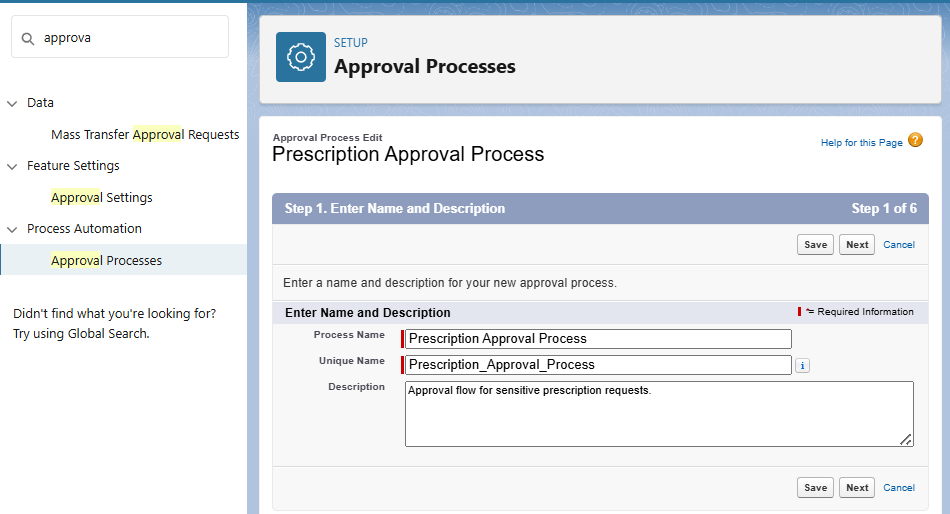 approva
Data
Mass Transfer Approval Requests
Feature Settings
Approval Settings
Process Automation
Approval Processes
Didn't find what you're looking for?
Try using Global Search.
SETUP
Approval Processes
Approval Process Edit
Prescription Approval Process
Help for this Page ?
Step 1. Enter Name and Description Step 1 of 6
Save Next Cancel
Enter a name and description for your new approval process.
Enter Name and Description = Required Information
Process Name Prescription Approval Process
Unique Name Prescription_Approval_Process i
Description Approval flow for sensitive prescription requests.
Save Next Cancel